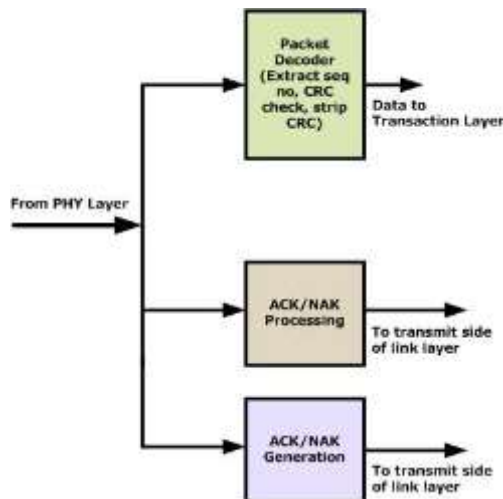 Packet
Decoder
(Extract seq
no, CRC
check, strip
CRC)
Data to
Transaction Layer
From PHY Layer
ACK/NAK
Processing
To transmit side
of link layer
ACK/NAK
Generation
To transmit side
of link layer